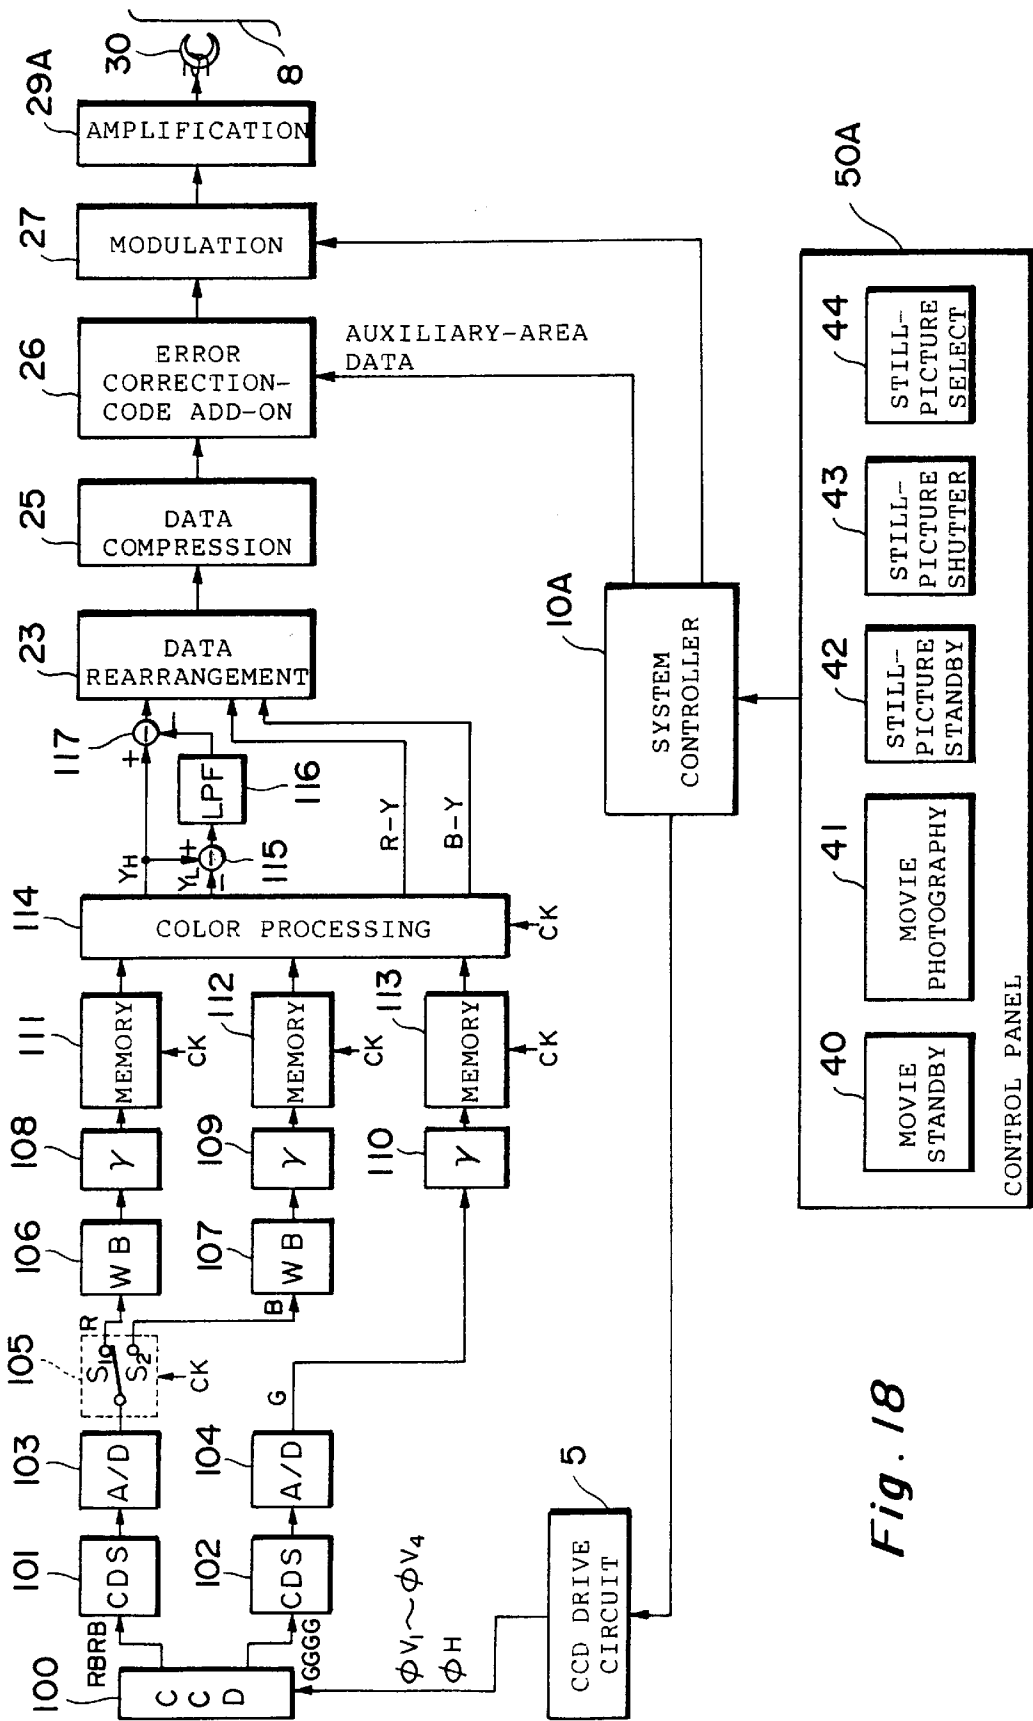 100
CCD
RBRB
GGGG
101
CDS
102
CDS
103
A/D
104
A/D
105
S1
S2
CK
R
B
G
106
WB
107
WB
108
γ
109
γ
110
γ
111
MEMORY
CK
112
MEMORY
CK
113
MEMORY
CK
114
COLOR PROCESSING
CK
YH
YL
+
−
115
LPF
116
+
−
117
R-Y
B-Y
23
DATA
REARRANGEMENT
25
DATA
COMPRESSION
26
ERROR
CORRECTION-
CODE ADD-ON
AUXILIARY-AREA
DATA
27
MODULATION
29A
AMPLIFICATION
30
8
φV1~φV4
φH
5
CCD DRIVE
CIRCUIT
10A
SYSTEM
CONTROLLER
50A
40
MOVIE
STANDBY
41
MOVIE
PHOTOGRAPHY
42
STILL-
PICTURE
STANDBY
43
STILL-
PICTURE
SHUTTER
44
STILL-
PICTURE
SELECT
CONTROL PANEL
Fig. 18